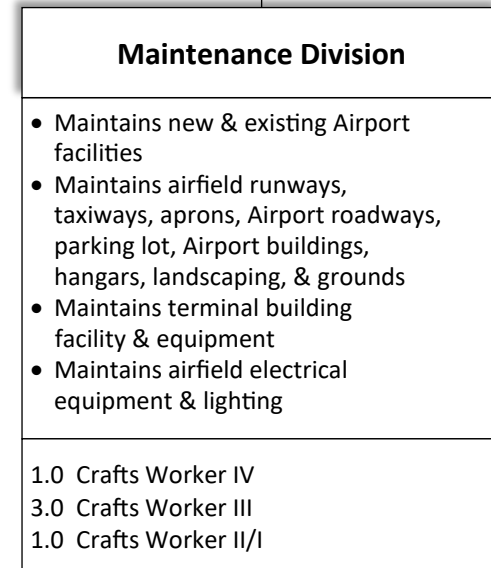 Maintenance Division
• Maintains new & existing Airport
facilities
• Maintains airfield runways,
taxiways, aprons, Airport roadways,
parking lot, Airport buildings,
hangars, landscaping, & grounds
• Maintains terminal building
facility & equipment
• Maintains airfield electrical
equipment & lighting
1.0 Crafts Worker IV
3.0 Crafts Worker III
1.0 Crafts Worker II/I